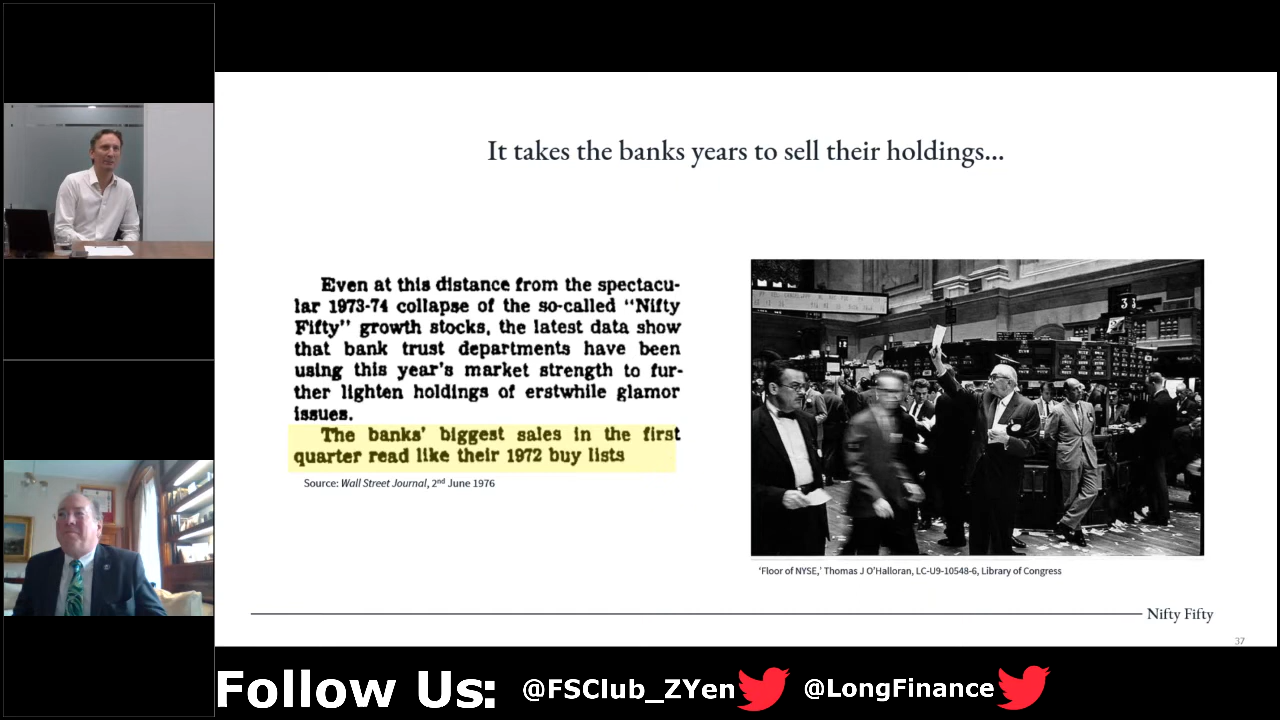 It takes the banks years to sell their holdings...
Even at this distance from the spectacu-
lar 1973-74 collapse of the so-called "Nifty
Fifty" growth stocks, the latest data show
that bank trust departments have been
using this year's market strength to fur-
ther lighten holdings of erstwhile glamor
issues.
The banks' biggest sales in the first
quarter read like their 1972 buy lists
Source: Wall Street Journal, 2nd June 1976
31
'Floor of NYSE,' Thomas J O'Halloran, LC-U9-10548-6, Library of Congress
Nifty Fifty
37
Follow Us: @FSClub_ZYen @LongFinance